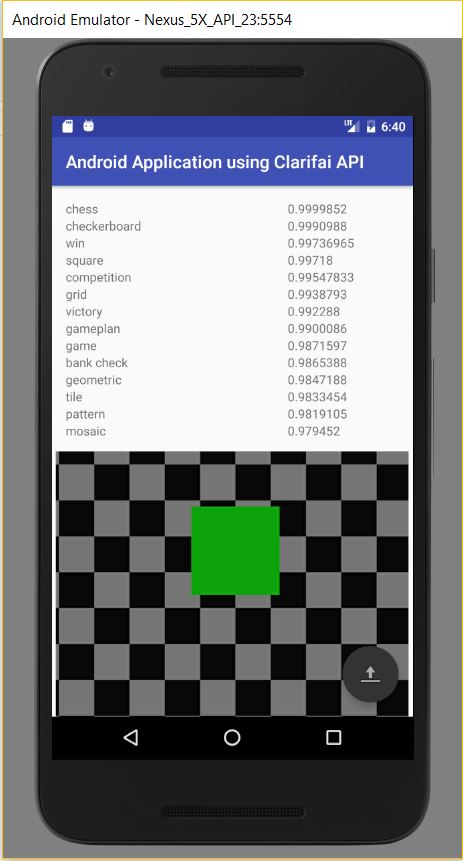 Android Emulator - Nexus_5X_API_23:5554
LTE 6:40
Android Application using Clarifai API
chess 0.9999852
checkerboard 0.9990988
win 0.99736965
square 0.99718
competition 0.99547833
grid 0.9938793
victory 0.992288
gameplan 0.9900086
game 0.9871597
bank check 0.9865388
geometric 0.9847188
tile 0.9833454
pattern 0.9819105
mosaic 0.979452